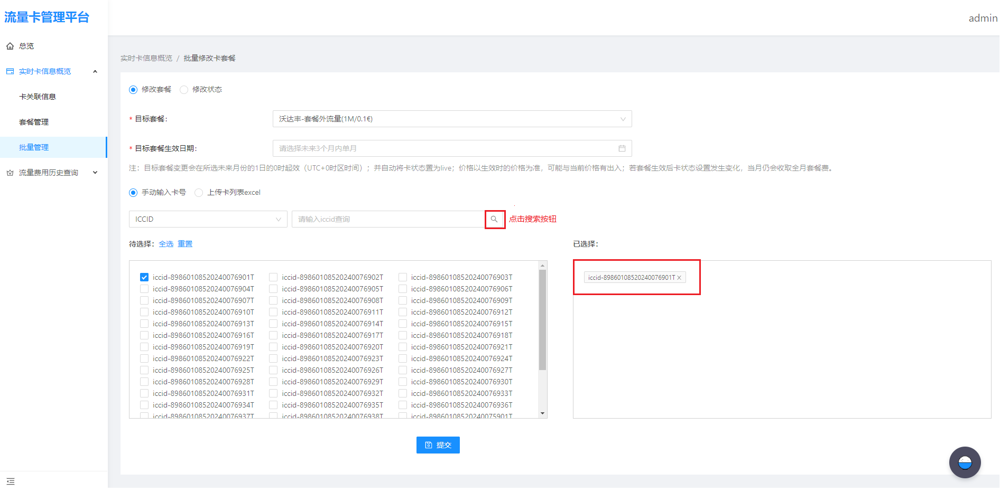 流量卡管理平台
admin
总览
实时卡信息概览
卡关联信息
套餐管理
批量管理
流量费用历史查询
实时卡信息概览 / 批量修改卡套餐
修改套餐 修改状态
* 目标套餐: 沃达丰-套餐外流量(1M/0.1€)
* 目标套餐生效日期: 请选择未来3个月内单月
注：目标套餐变更会在所选未来月份的1日的0时起效（UTC+0时区时间）；并自动将卡状态置为live；价格以生效时的价格为准，可能与当前价格有出入；若套餐生效后卡状态设置发生变化，当月仍会收取全月套餐费。
手动输入卡号 上传卡列表excel
ICCID 请输入iccid查询 点击搜索按钮
待选择： 全选 重置 已选择：
iccid-89860108520240076901T iccid-89860108520240076902T iccid-89860108520240076903T
iccid-89860108520240076904T iccid-89860108520240076905T iccid-89860108520240076906T
iccid-89860108520240076907T iccid-89860108520240076908T iccid-89860108520240076909T
iccid-89860108520240076910T iccid-89860108520240076911T iccid-89860108520240076912T
iccid-89860108520240076913T iccid-89860108520240076914T iccid-89860108520240076915T
iccid-89860108520240076916T iccid-89860108520240076917T iccid-89860108520240076918T
iccid-89860108520240076919T iccid-89860108520240076920T iccid-89860108520240076921T
iccid-89860108520240076922T iccid-89860108520240076923T iccid-89860108520240076924T
iccid-89860108520240076925T iccid-89860108520240076926T iccid-89860108520240076927T
iccid-89860108520240076928T iccid-89860108520240076929T iccid-89860108520240076930T
iccid-89860108520240076931T iccid-89860108520240076932T iccid-89860108520240076933T
iccid-89860108520240076934T iccid-89860108520240076935T iccid-89860108520240076936T
iccid-89860108520240076937T iccid-89860108520240076938T iccid-89860108520240075901T
iccid-89860108520240076901T
提交